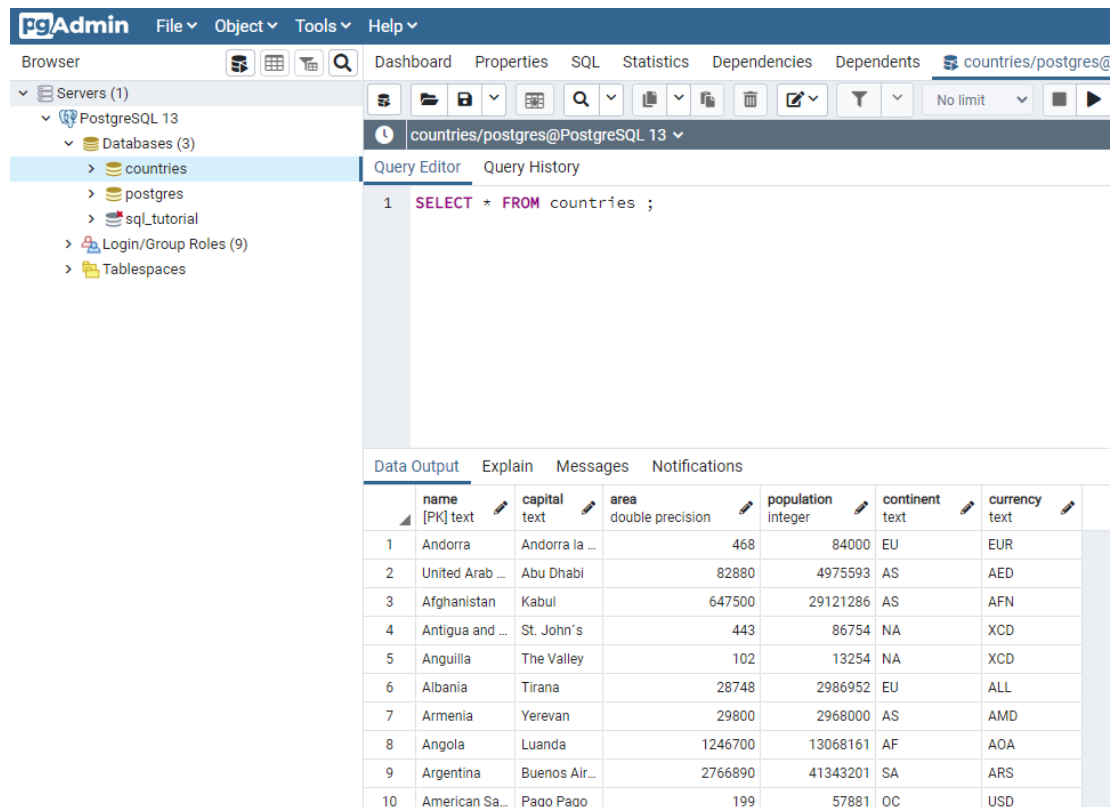 pgAdmin File Object Tools Help
Browser
Servers (1)
PostgreSQL 13
Databases (3)
countries
postgres
sql_tutorial
Login/Group Roles (9)
Tablespaces
Dashboard Properties SQL Statistics Dependencies Dependents countries/postgres@
No limit
countries/postgres@PostgreSQL 13
Query Editor Query History
1 SELECT * FROM countries ;
Data Output Explain Messages Notifications
name capital area population continent currency
[PK] text text double precision integer text text
1 Andorra Andorra la ... 468 84000 EU EUR
2 United Arab ... Abu Dhabi 82880 4975593 AS AED
3 Afghanistan Kabul 647500 29121286 AS AFN
4 Antigua and ... St. John´s 443 86754 NA XCD
5 Anguilla The Valley 102 13254 NA XCD
6 Albania Tirana 28748 2986952 EU ALL
7 Armenia Yerevan 29800 2968000 AS AMD
8 Angola Luanda 1246700 13068161 AF AOA
9 Argentina Buenos Air... 2766890 41343201 SA ARS
10 American Sa... Pago Pago 199 57881 OC USD